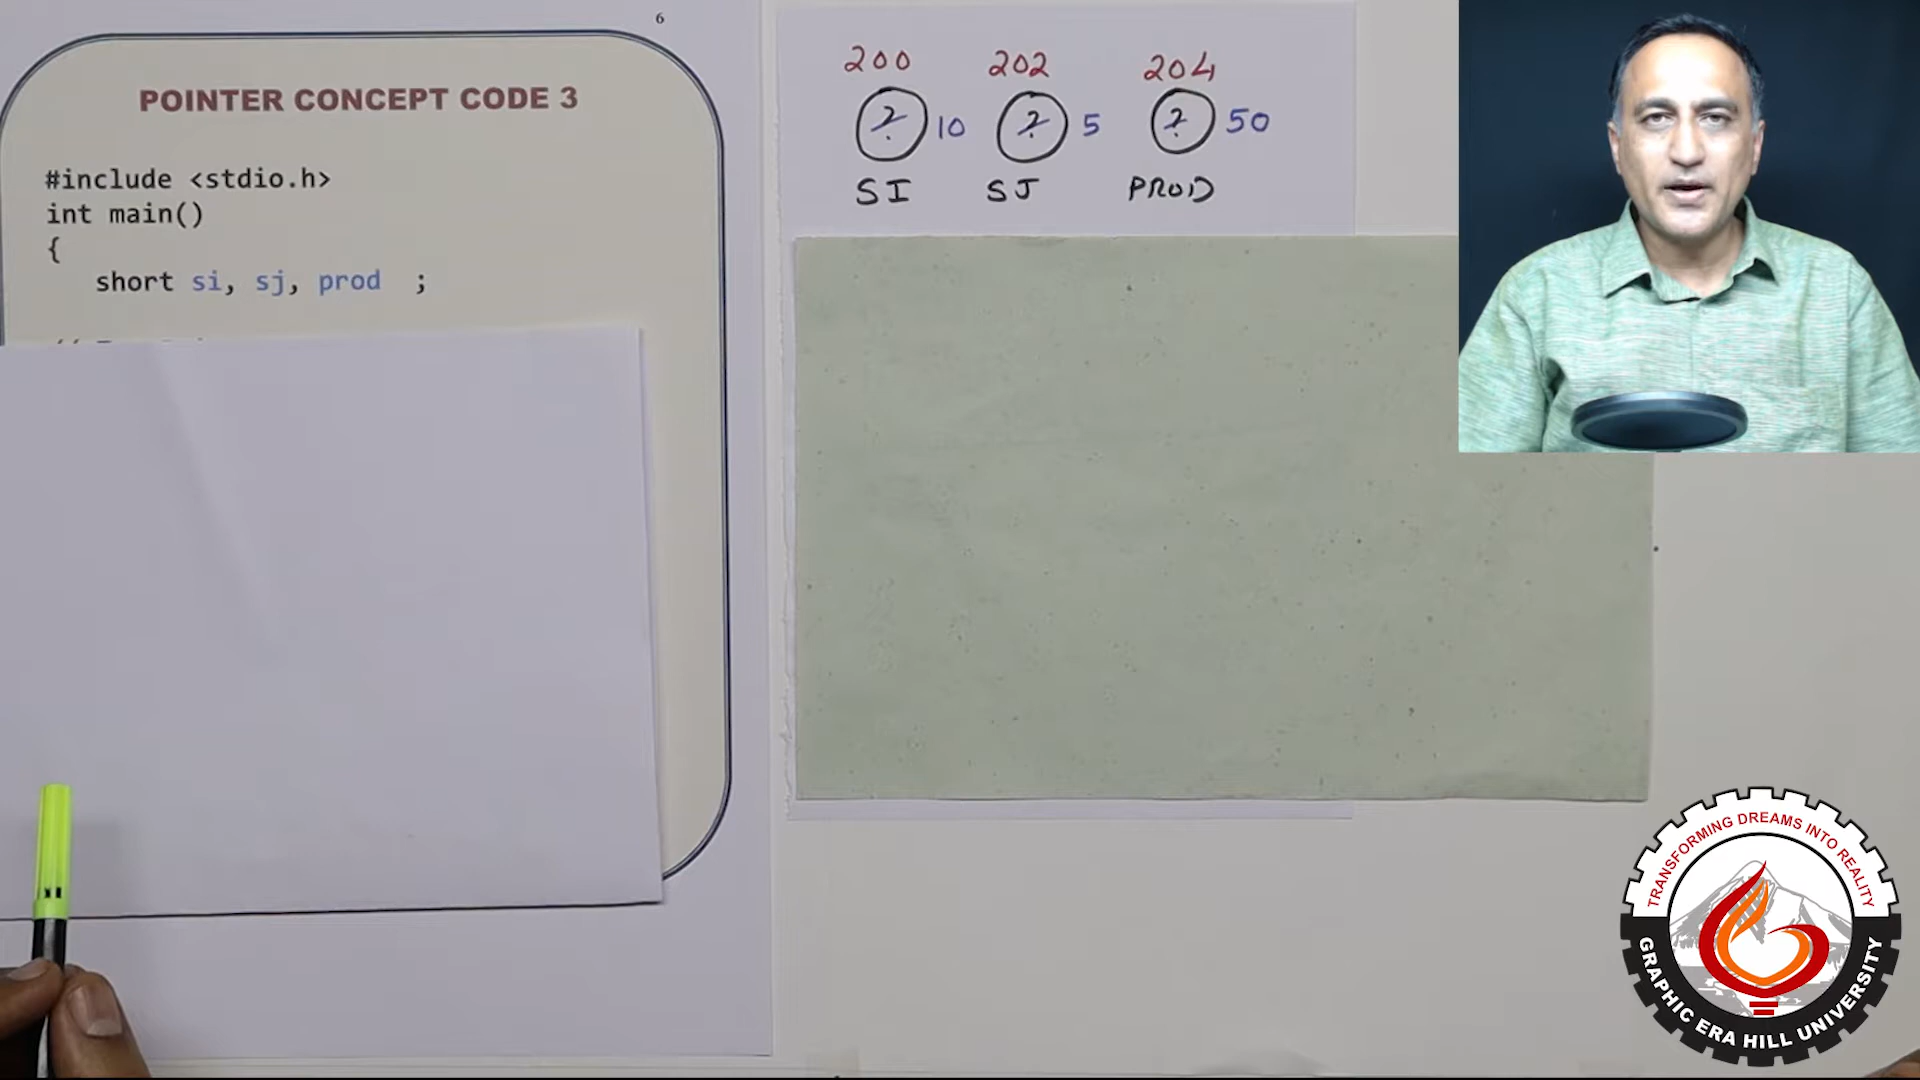 6
POINTER CONCEPT CODE 3
#include <stdio.h>
int main()
{
short si, sj, prod ;
200 202 204
? 10 ? 5 ? 50
SI SJ PROD
TRANSFORMING DREAMS INTO REALITY
GRAPHIC ERA HILL UNIVERSITY